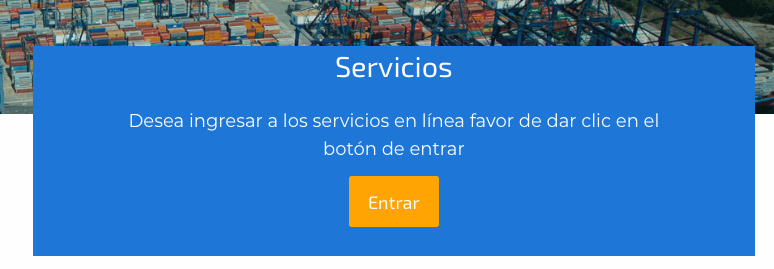 Servicios
Desea ingresar a los servicios en línea favor de dar clic en el
botón de entrar
Entrar